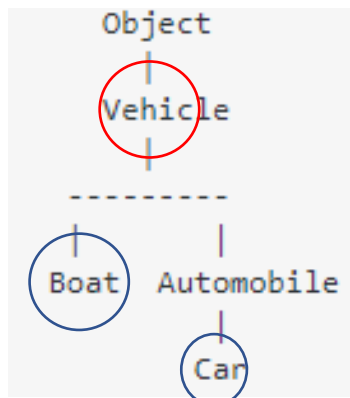 Object
|
Vehicle
|
---------
| |
Boat Automobile
|
Car